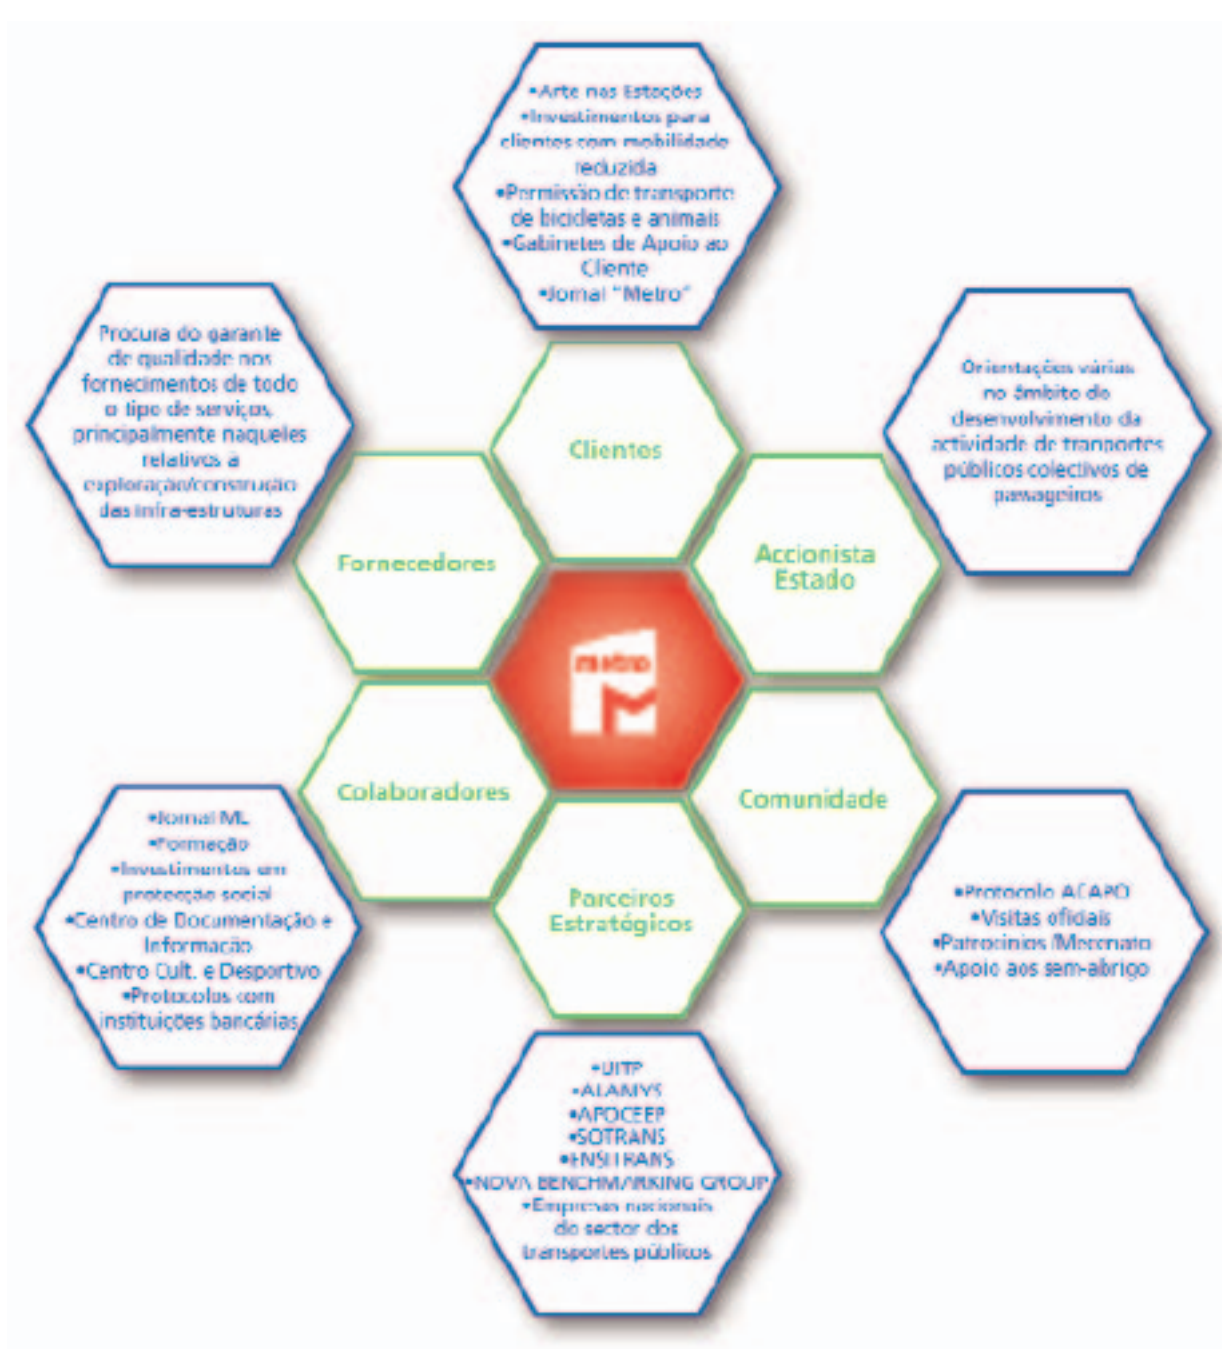 •Arte nas Estações
•Investimentos para
clientes com mobilidade
reduzida
•Permissão de transporte
de bicicletas e animais
•Gabinetes de Apoio ao
Cliente
•Jornal "Metro"
Procura do garante
de qualidade nos
fornecimentos de todo
o tipo de serviços,
principalmente naqueles
relativos à
exploração/construção
das infra-estruturas
Orientações várias
no âmbito do
desenvolvimento da
actividade de transportes
públicos colectivos de
passageiros
Clientes
Fornecedores
Accionista
Estado
metro
Colaboradores
Comunidade
Parceiros
Estratégicos
•Jornal ML
•Formação
•Investimentos em
protecção social
•Centro de Documentação e
Informação
•Centro Cult. e Desportivo
•Protocolos com
instituições bancárias
•Protocolo ACAPO
•Visitas oficiais
•Patrocínios /Mecenato
•Apoio aos sem-abrigo
•UITP
•ALAMYS
•APOCEEP
•SOTRANS
•ENSITRANS
•NOVA BENCHMARKING GROUP
•Empresas nacionais
do sector dos
transportes públicos